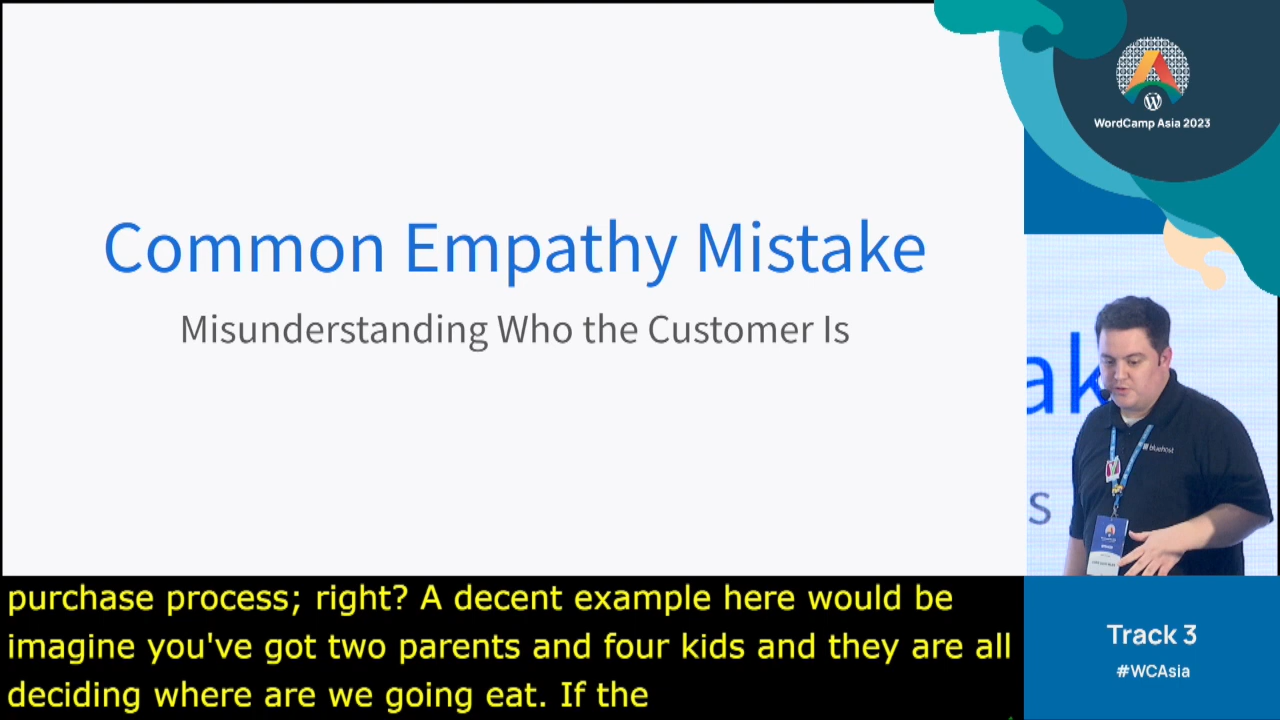 Common Empathy Mistake
Misunderstanding Who the Customer Is
WordCamp Asia 2023
ak
s
bluehost
purchase process; right? A decent example here would be
imagine you've got two parents and four kids and they are all
deciding where are we going eat. If the
Track 3
#WCAsia